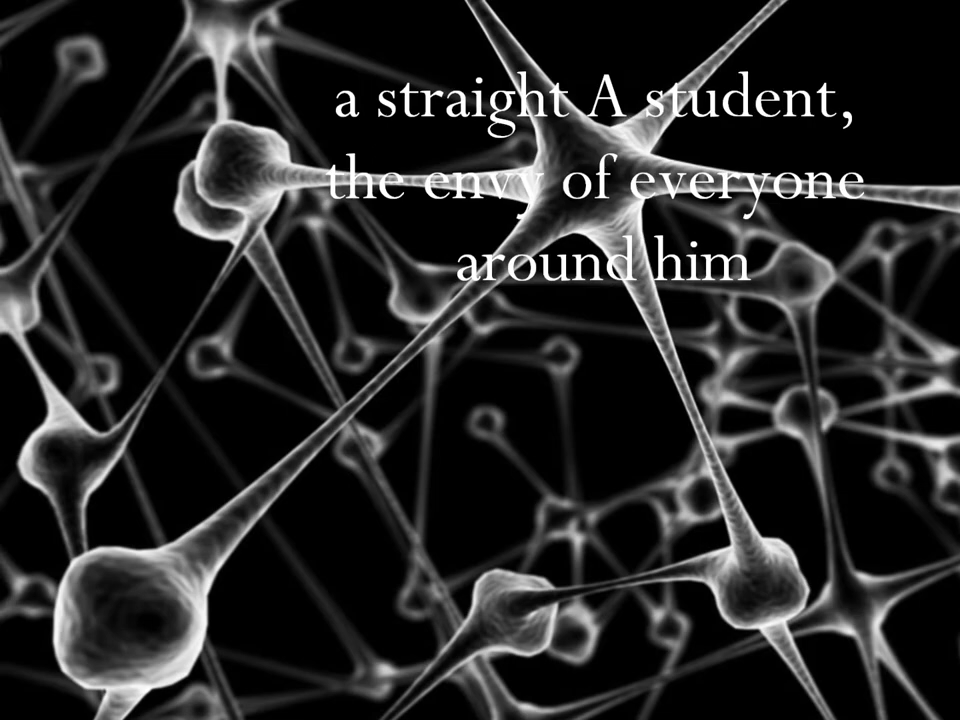 a straight A student,
the envy of everyone
around him